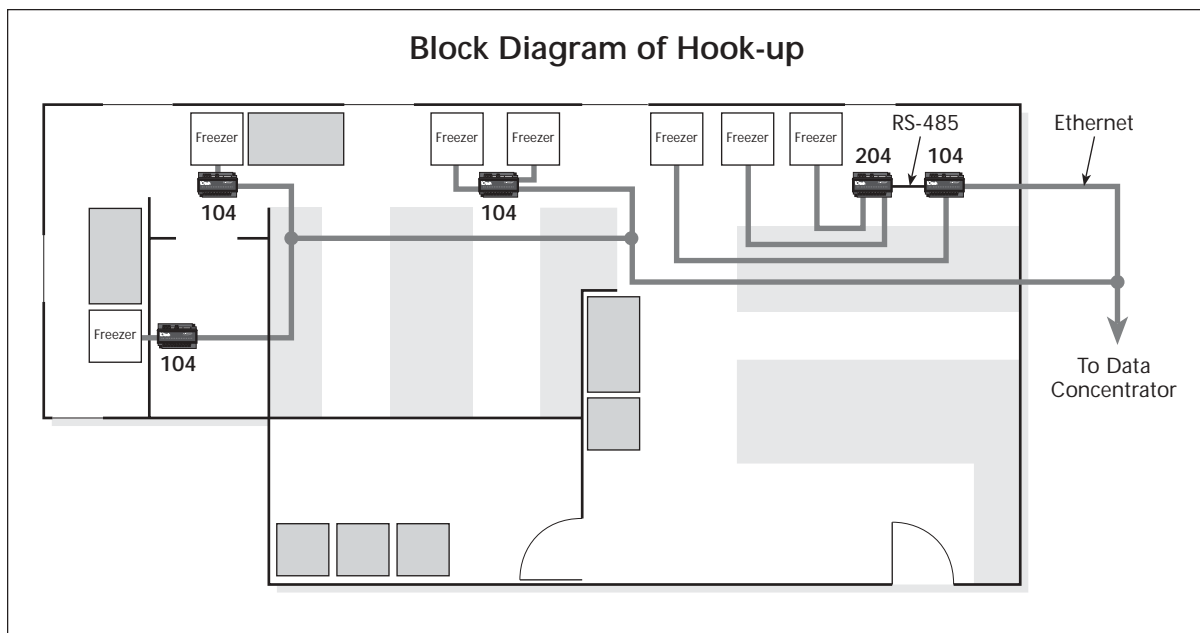 Block Diagram of Hook-up
RS-485
Ethernet
Freezer
Freezer
Freezer
Freezer
Freezer
Freezer
204
104
104
104
Freezer
104
To Data
Concentrator